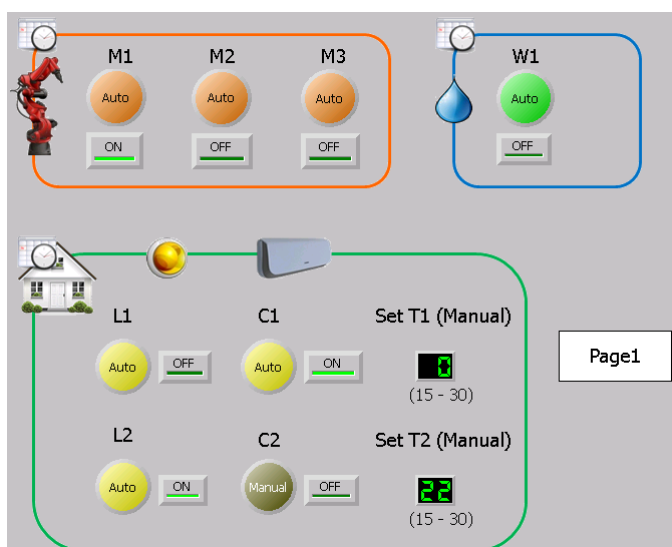 M1 M2 M3
Auto Auto Auto
ON OFF OFF
W1
Auto
OFF
L1 C1 Set T1 (Manual)
Auto OFF Auto ON 0
(15 - 30)
L2 C2 Set T2 (Manual)
Auto ON Manual OFF 22
(15 - 30)
Page1